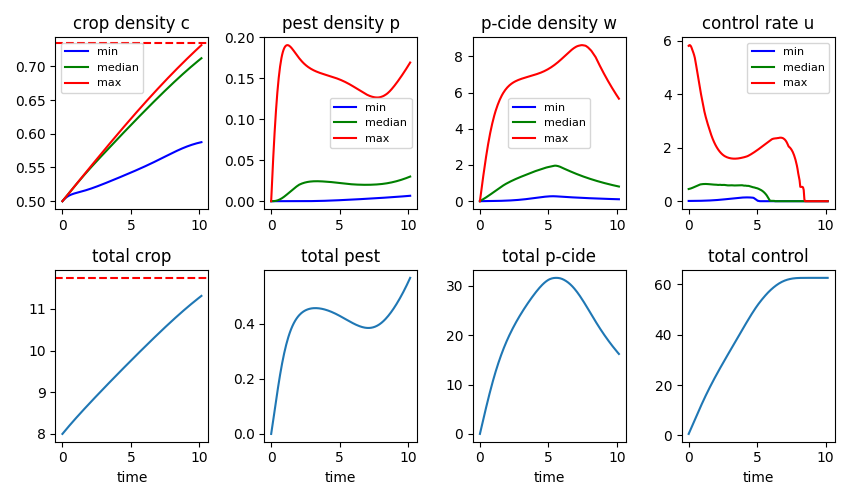 crop density c
pest density p
p-cide density w
control rate u
0.70
0.65
0.60
0.55
0.50
min
median
max
0 5 10
0.20
0.15
0.10
0.05
0.00
min
median
max
0 5 10
8
6
4
2
0
min
median
max
0 5 10
6
4
2
0
min
median
max
0 5 10
total crop
total pest
total p-cide
total control
11
10
9
8
0 5 10
time
0.4
0.2
0.0
0 5 10
time
30
20
10
0
0 5 10
time
60
40
20
0
0 5 10
time